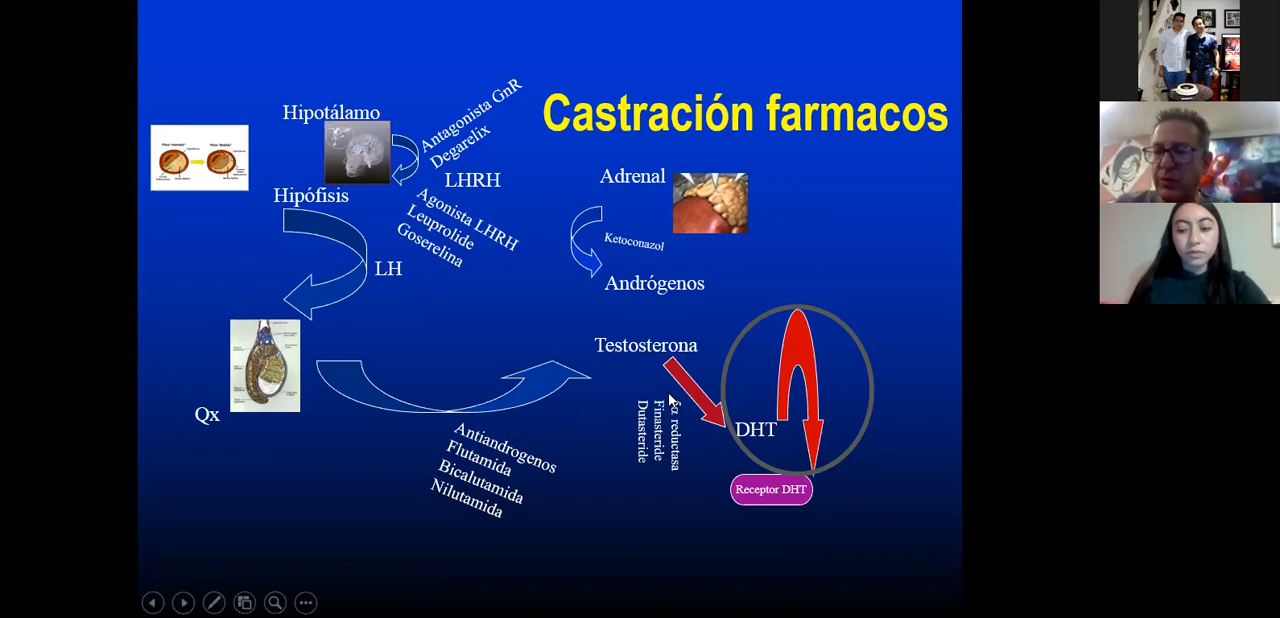 Castración farmacos
Hipotálamo
Antagonista GnR
Degarelix
LHRH
Hipófisis
Agonista LHRH
Leuprolide
Goserelina
LH
Adrenal
Ketoconazol
Andrógenos
Qx
Testosterona
5α reductasa
Finasteride
Dutasteride
DHT
Receptor DHT
Antiandrogenos
Flutamida
Bicalutamida
Nilutamida